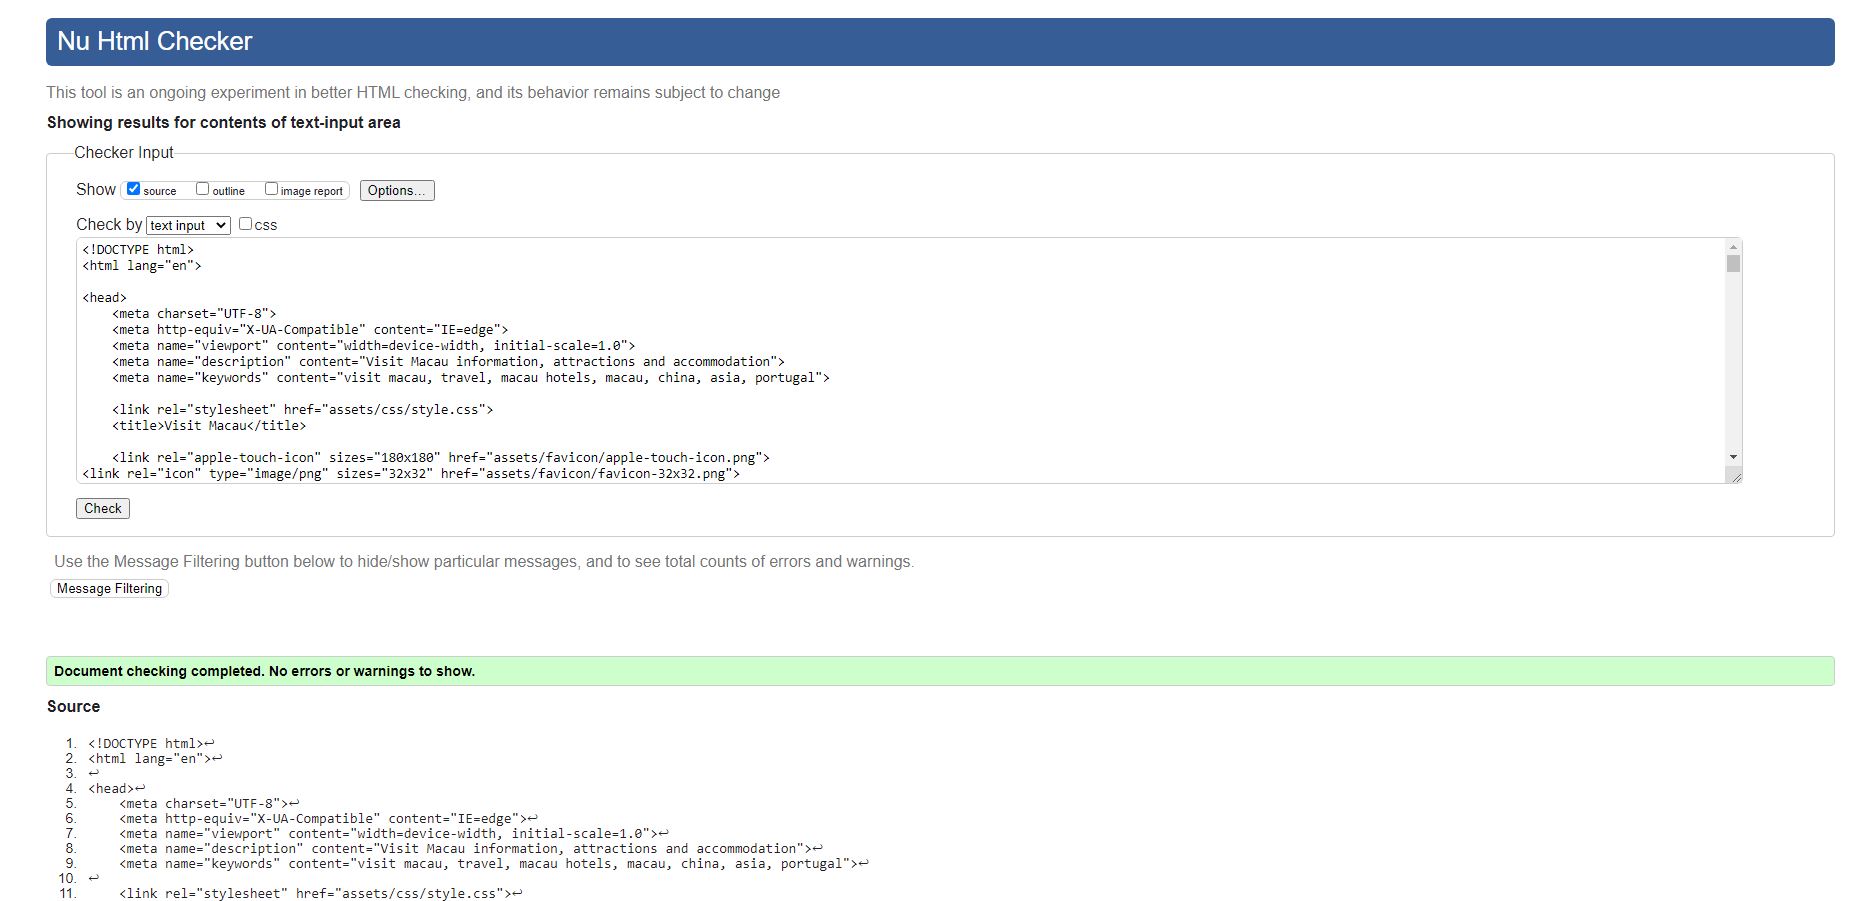 Nu Html Checker
This tool is an ongoing experiment in better HTML checking, and its behavior remains subject to change
Showing results for contents of text-input area
Checker Input
Show source outline image report Options...
Check by text input css
<!DOCTYPE html>
<html lang="en">
<head>
    <meta charset="UTF-8">
    <meta http-equiv="X-UA-Compatible" content="IE=edge">
    <meta name="viewport" content="width=device-width, initial-scale=1.0">
    <meta name="description" content="Visit Macau information, attractions and accommodation">
    <meta name="keywords" content="visit macau, travel, macau hotels, macau, china, asia, portugal">
    <link rel="stylesheet" href="assets/css/style.css">
    <title>Visit Macau</title>
    <link rel="apple-touch-icon" sizes="180x180" href="assets/favicon/apple-touch-icon.png">
<link rel="icon" type="image/png" sizes="32x32" href="assets/favicon/favicon-32x32.png">
Check
Use the Message Filtering button below to hide/show particular messages, and to see total counts of errors and warnings.
Message Filtering
Document checking completed. No errors or warnings to show.
Source
1. <!DOCTYPE html>↩
2. <html lang="en">↩
3. ↩
4. <head>↩
5.     <meta charset="UTF-8">↩
6.     <meta http-equiv="X-UA-Compatible" content="IE=edge">↩
7.     <meta name="viewport" content="width=device-width, initial-scale=1.0">↩
8.     <meta name="description" content="Visit Macau information, attractions and accommodation">↩
9.     <meta name="keywords" content="visit macau, travel, macau hotels, macau, china, asia, portugal">↩
10. ↩
11.     <link rel="stylesheet" href="assets/css/style.css">↩